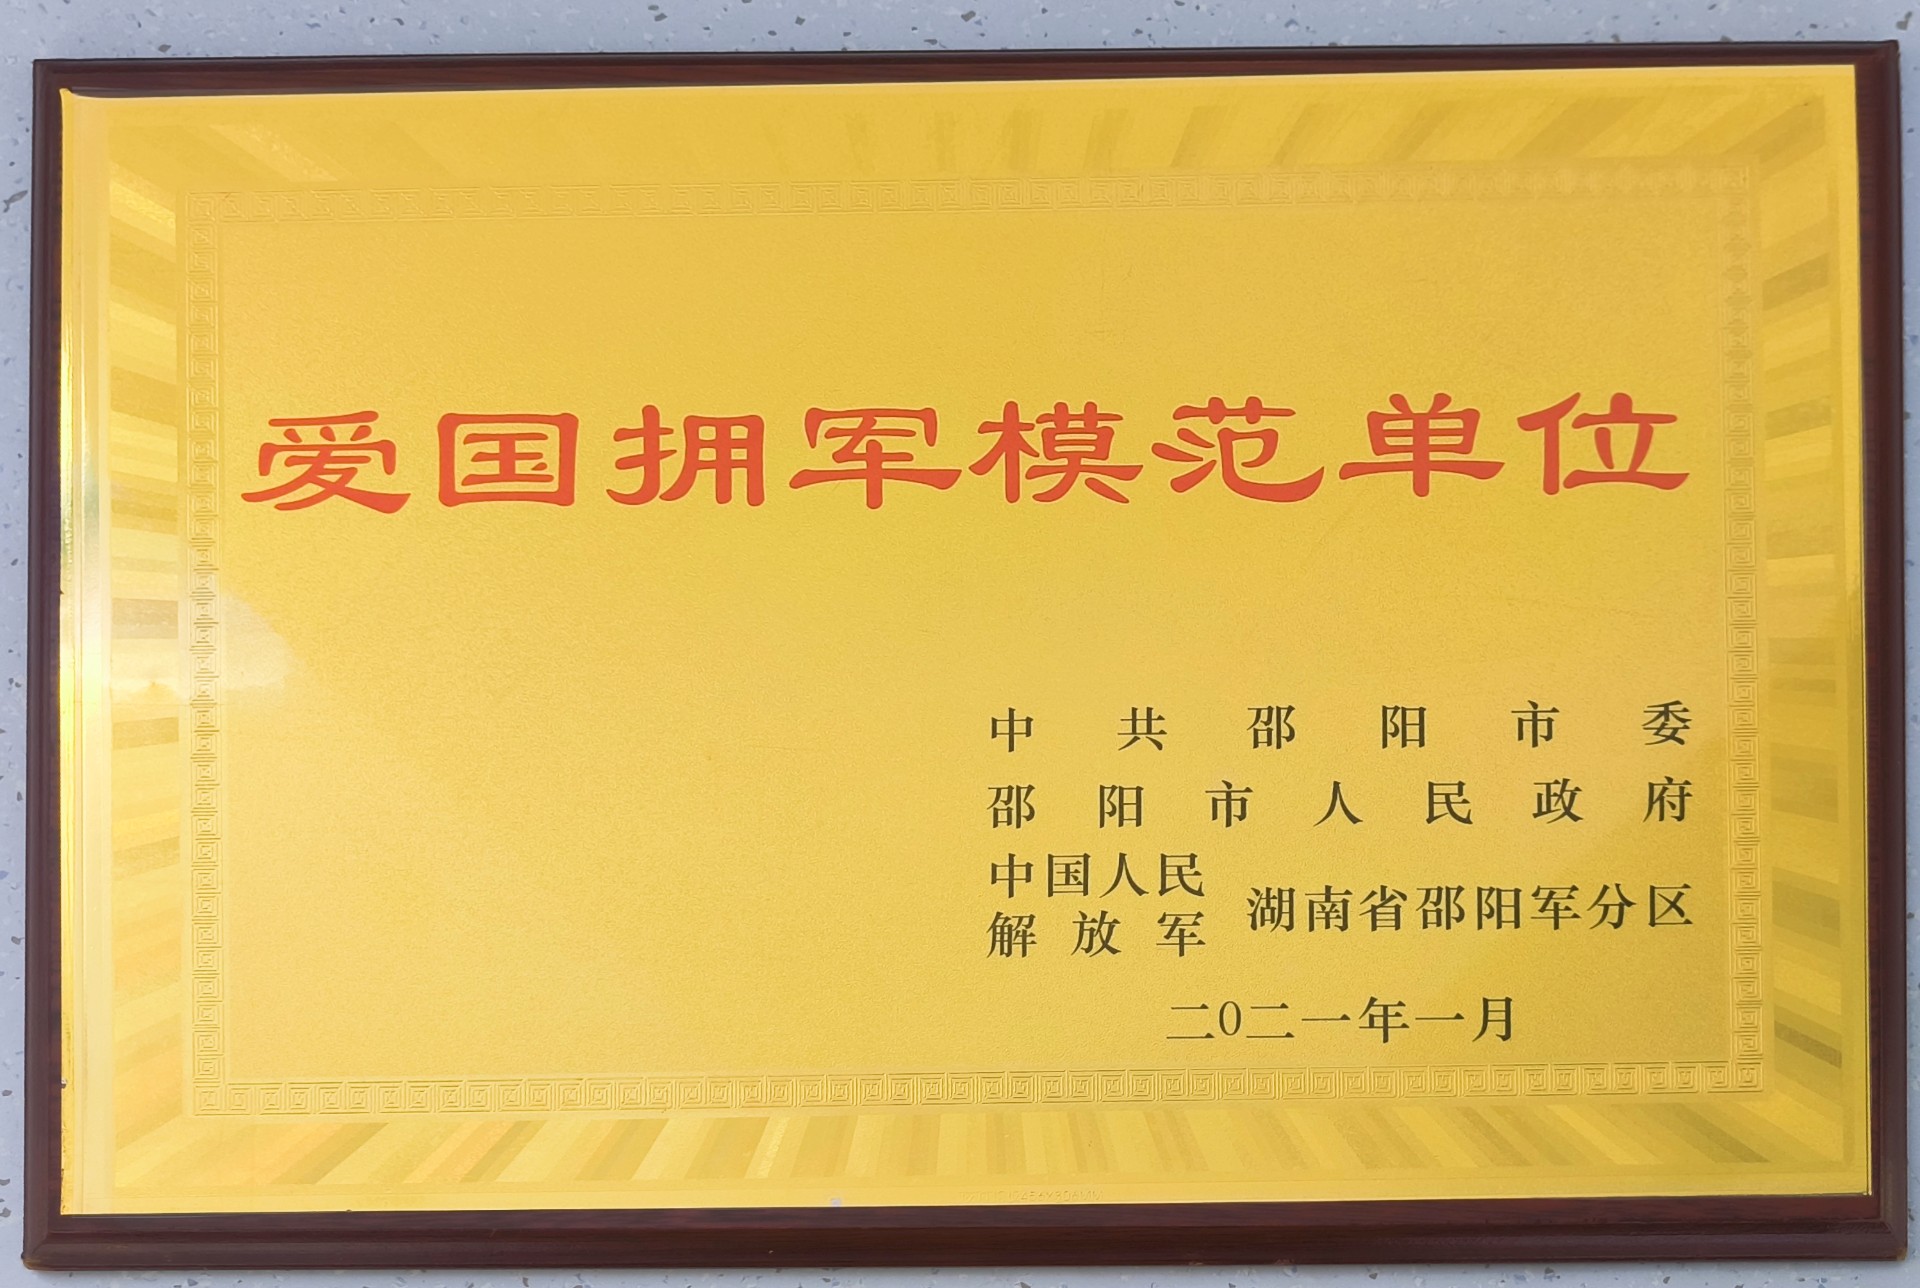 爱国拥军模范单位
中共邵阳市委
邵阳市人民政府
中国人民
解放军 湖南省邵阳军分区
二0二一年一月